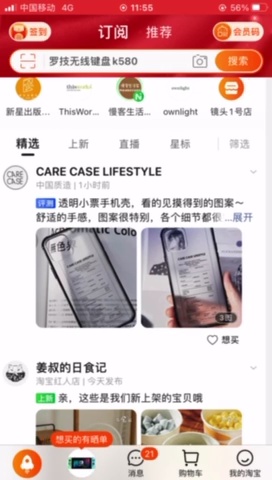 中国移动 4G
11:55
56%
签到
订阅
推荐
会员码
罗技无线键盘k580
搜索
新星出版...
ThisWor...
慢客生活...
ownlight
镜头1号店
精选
上新
直播
星标
筛选
CARE CASE LIFESTYLE
中国质造 | 1小时前
评测 透明小票手机壳，看的见摸得到的图案～
舒适的手感，图案很特别，各个细节都很...展开
3图
想买
姜叔的日食记
淘宝红人店 | 今天发布
上新 亲，这些是我们新上架的宝贝哦
想买的有晒单
21
消息
购物车
我的淘宝